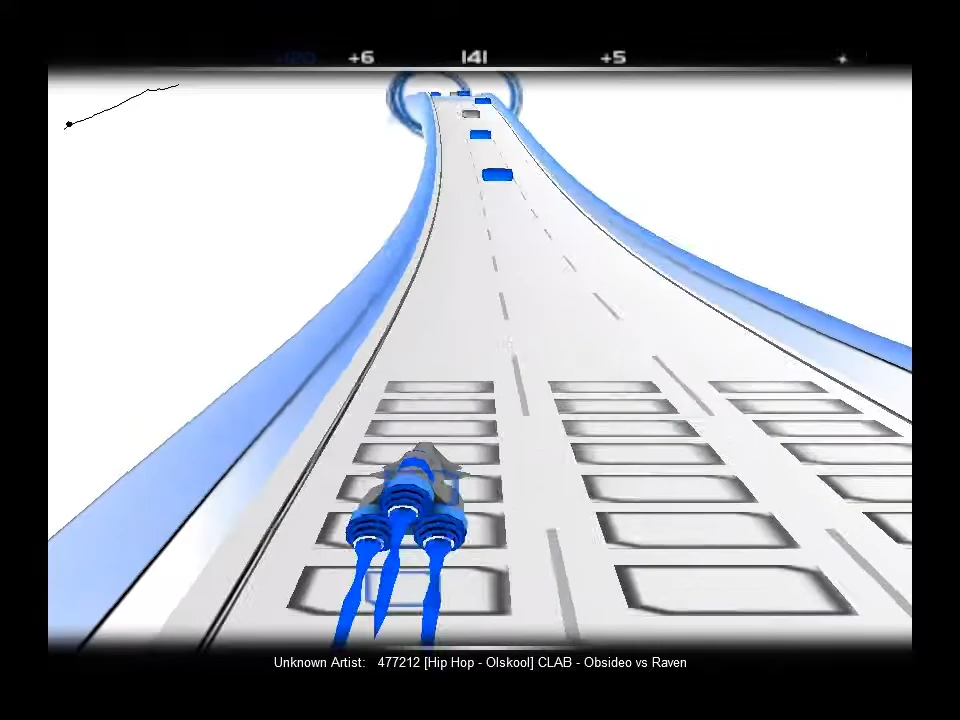 +6 141 +5
Unknown Artist: 477212 [Hip Hop - Olskool] CLAB - Obsideo vs Raven